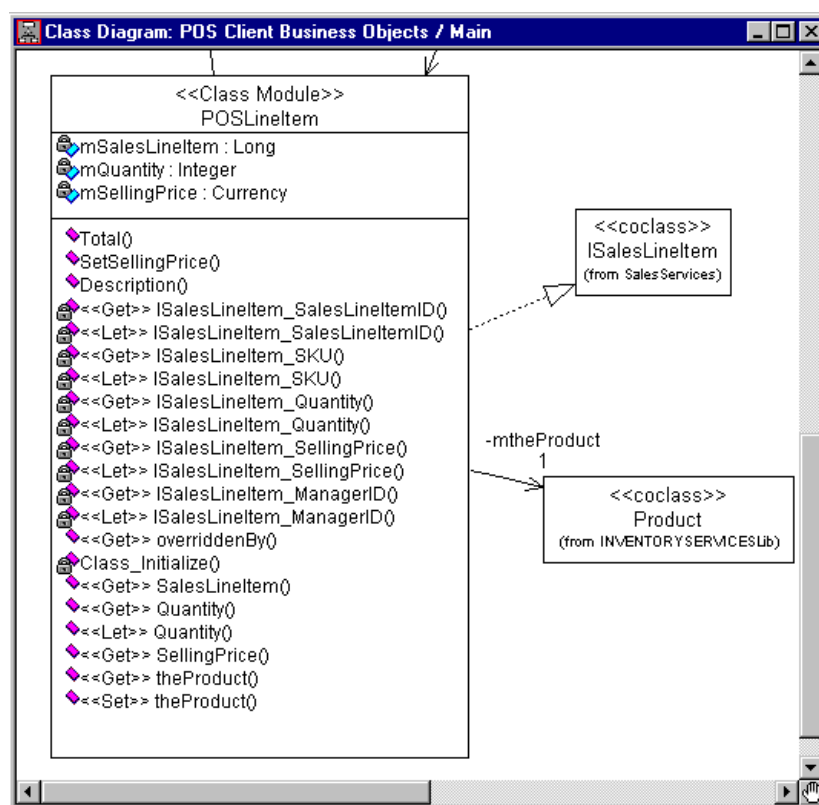 Class Diagram: POS Client Business Objects / Main
<<Class Module>>
POSLineItem
mSalesLineItem : Long
mQuantity : Integer
mSellingPrice : Currency
Total()
SetSellingPrice()
Description()
<<Get>> ISalesLineItem_SalesLineItemID()
<<Let>> ISalesLineItem_SalesLineItemID()
<<Get>> ISalesLineItem_SKU()
<<Let>> ISalesLineItem_SKU()
<<Get>> ISalesLineItem_Quantity()
<<Let>> ISalesLineItem_Quantity()
<<Get>> ISalesLineItem_SellingPrice()
<<Let>> ISalesLineItem_SellingPrice()
<<Get>> ISalesLineItem_ManagerID()
<<Let>> ISalesLineItem_ManagerID()
<<Get>> overriddenBy()
Class_Initialize()
<<Get>> SalesLineItem()
<<Get>> Quantity()
<<Let>> Quantity()
<<Get>> SellingPrice()
<<Get>> theProduct()
<<Set>> theProduct()
<<coclass>>
ISalesLineItem
(from SalesServices)
-mtheProduct
1
<<coclass>>
Product
(from INVENTORYSERVICESLib)